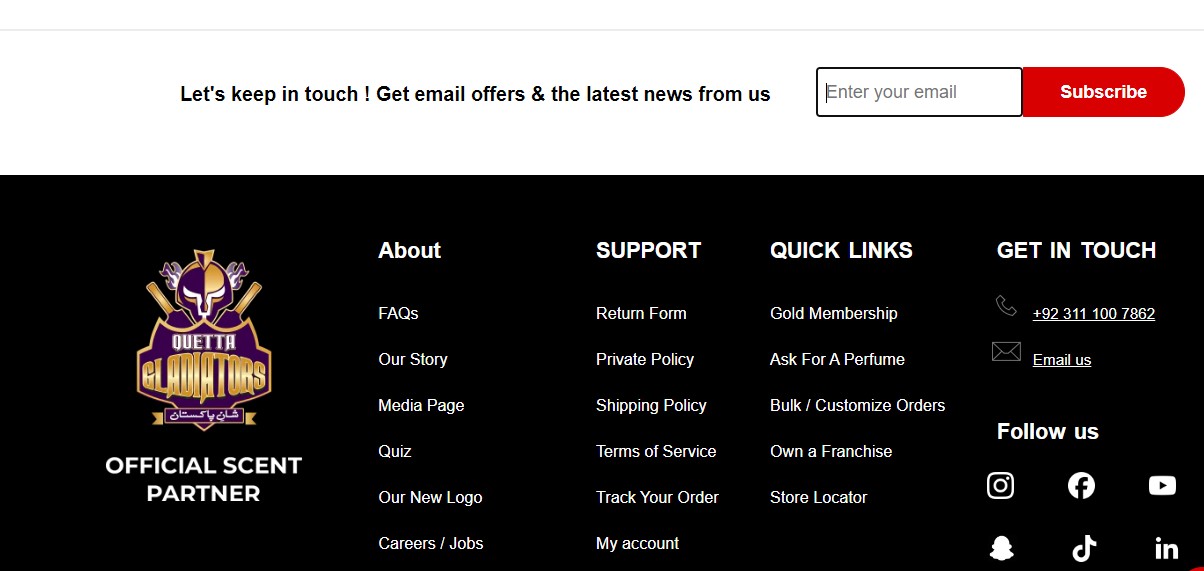 Let's keep in touch ! Get email offers & the latest news from us
Enter your email
Subscribe
QUETTA
GLADIATORS
شان پاکستان
OFFICIAL SCENT
PARTNER
About
FAQs
Our Story
Media Page
Quiz
Our New Logo
Careers / Jobs
SUPPORT
Return Form
Private Policy
Shipping Policy
Terms of Service
Track Your Order
My account
QUICK LINKS
Gold Membership
Ask For A Perfume
Bulk / Customize Orders
Own a Franchise
Store Locator
GET IN TOUCH
+92 311 100 7862
Email us
Follow us